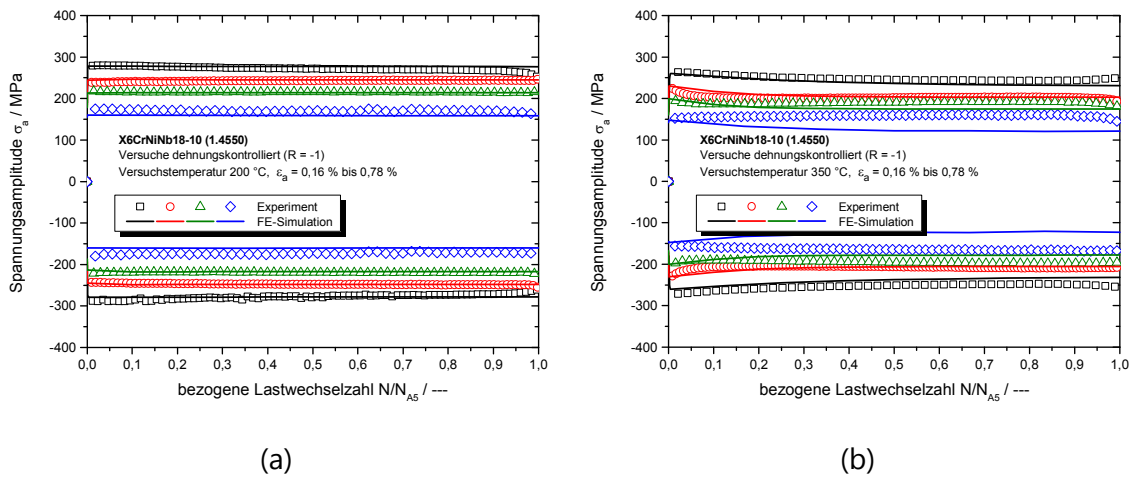 400
300
200
100
0
-100
-200
-300
-400
Spannungsamplitude σa / MPa
X6CrNiNb18-10 (1.4550)
Versuche dehnungskontrolliert (R = -1)
Versuchstemperatur 200 °C, εa = 0,16 % bis 0,78 %
Experiment
FE-Simulation
0,0 0,1 0,2 0,3 0,4 0,5 0,6 0,7 0,8 0,9 1,0
bezogene Lastwechselzahl N/NA5 / ---
(a)
400
300
200
100
0
-100
-200
-300
-400
Spannungsamplitude σa / MPa
X6CrNiNb18-10 (1.4550)
Versuche dehnungskontrolliert (R = -1)
Versuchstemperatur 350 °C, εa = 0,16 % bis 0,78 %
Experiment
FE-Simulation
0,0 0,1 0,2 0,3 0,4 0,5 0,6 0,7 0,8 0,9 1,0
bezogene Lastwechselzahl N/NA5 / ---
(b)